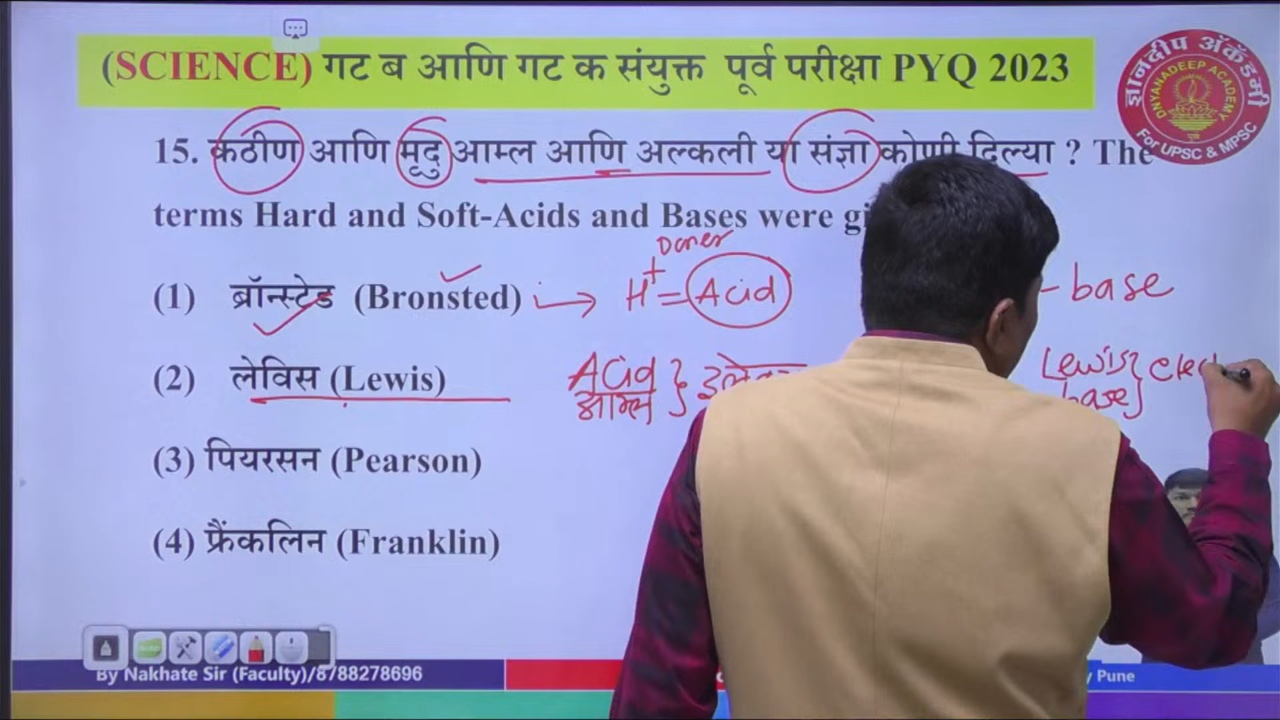 (SCIENCE) गट ब आणि गट क संयुक्त पूर्व परीक्षा PYQ 2023
ज्ञानदीप अॅकॅडमी
DNYANADEEP ACADEMY
पुणे
For UPSC & MPSC
15. कठीण आणि मृदु आम्ल आणि अल्कली या संज्ञा कोणी दिल्या ? The
terms Hard and Soft-Acids and Bases were gi
Doner
(1) ब्रॉन्स्टेड (Bronsted) → H+ = Acid - base
(2) लेविस (Lewis) Acid } Lewis } elec
आम्ल base
(3) पियरसन (Pearson)
(4) फ्रैंकलिन (Franklin)
By Nakhate Sir (Faculty)/8788278696 Pune